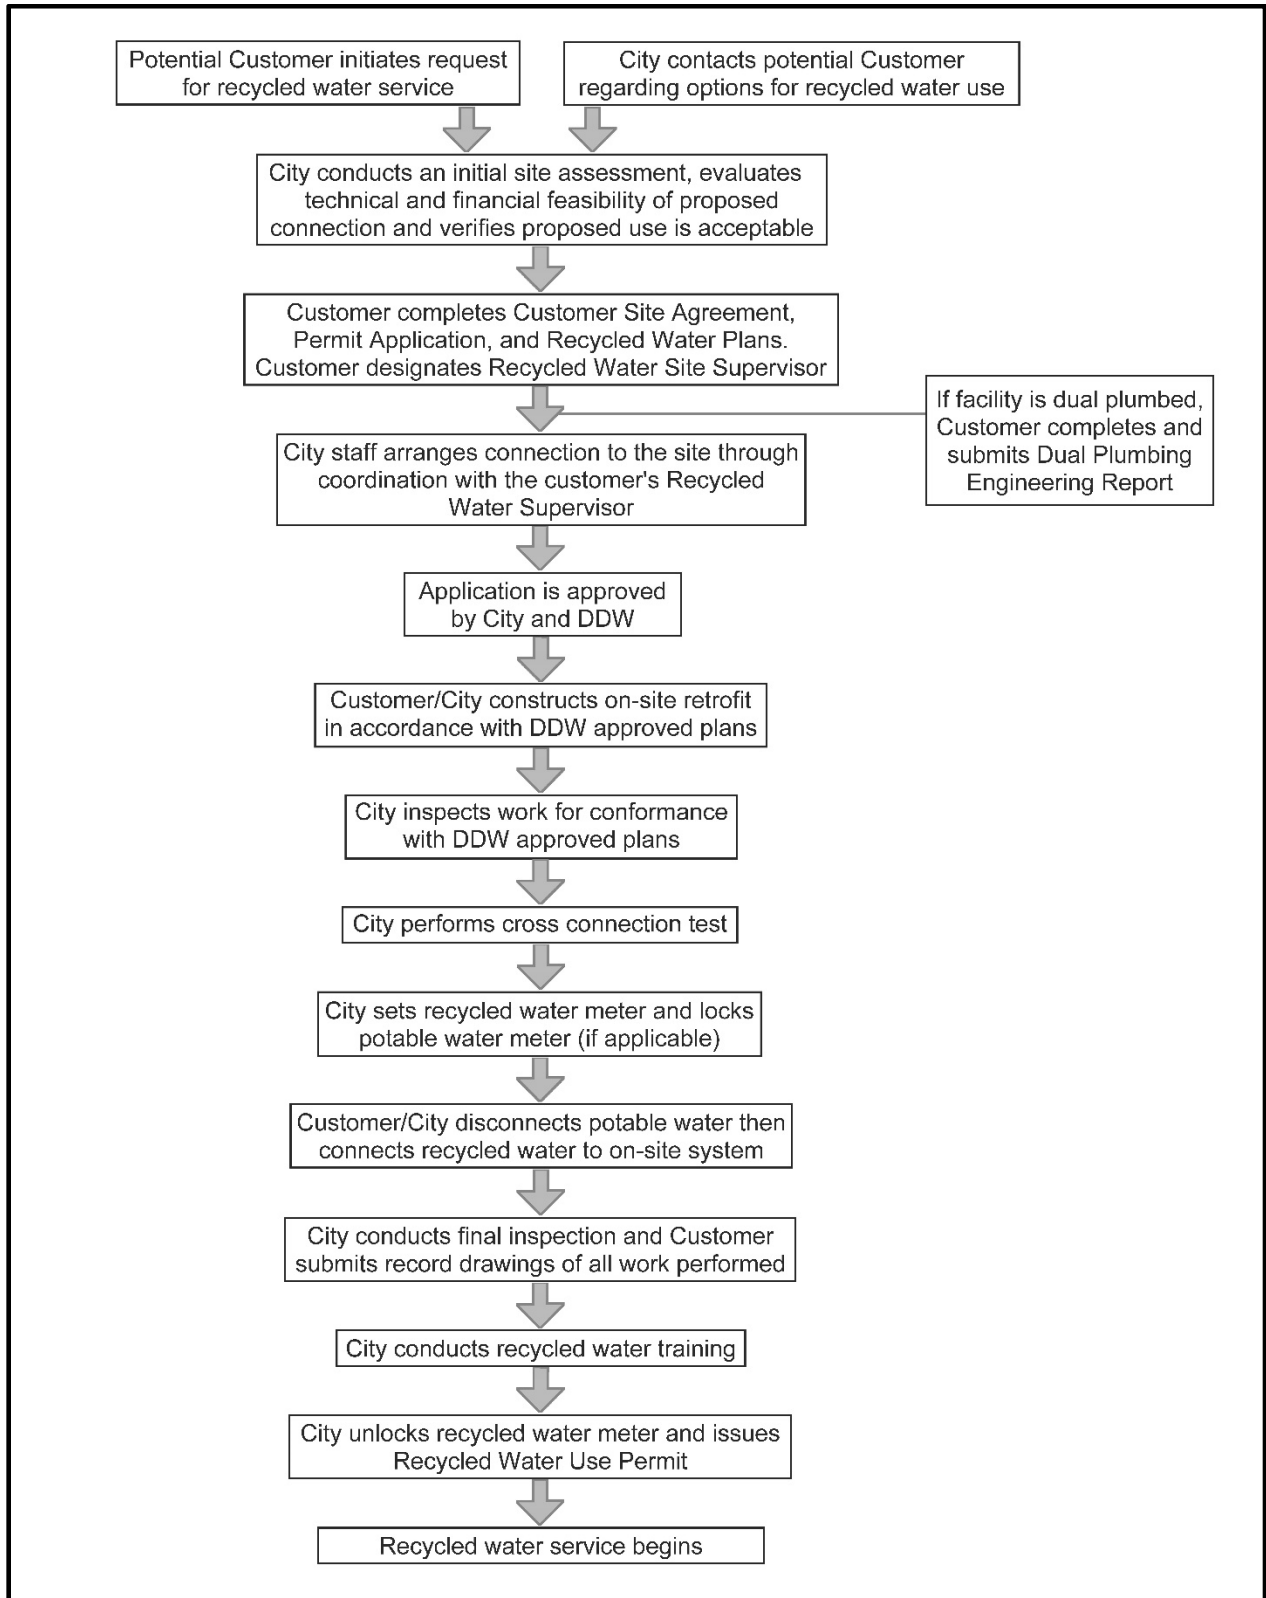 Potential Customer initiates request
for recycled water service
City contacts potential Customer
regarding options for recycled water use
City conducts an initial site assessment, evaluates
technical and financial feasibility of proposed
connection and verifies proposed use is acceptable
Customer completes Customer Site Agreement,
Permit Application, and Recycled Water Plans.
Customer designates Recycled Water Site Supervisor
If facility is dual plumbed,
Customer completes and
submits Dual Plumbing
Engineering Report
City staff arranges connection to the site through
coordination with the customer's Recycled
Water Supervisor
Application is approved
by City and DDW
Customer/City constructs on-site retrofit
in accordance with DDW approved plans
City inspects work for conformance
with DDW approved plans
City performs cross connection test
City sets recycled water meter and locks
potable water meter (if applicable)
Customer/City disconnects potable water then
connects recycled water to on-site system
City conducts final inspection and Customer
submits record drawings of all work performed
City conducts recycled water training
City unlocks recycled water meter and issues
Recycled Water Use Permit
Recycled water service begins